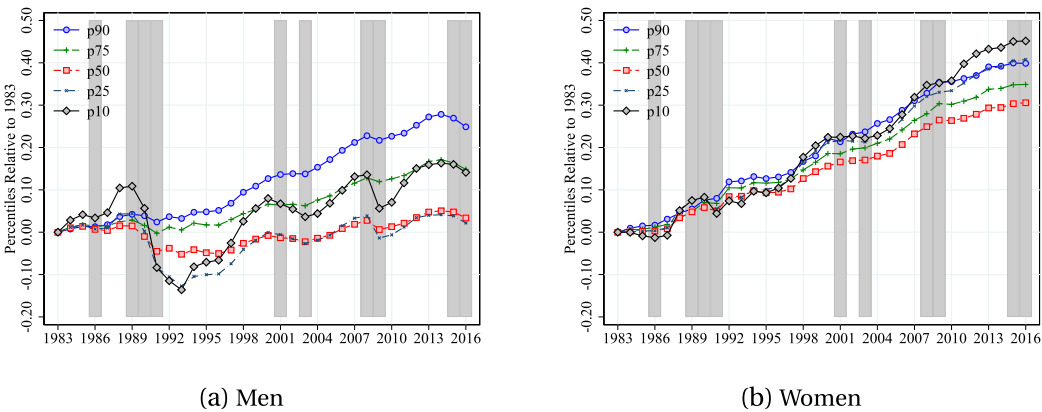 Percentiles Relative to 1983
0.50
0.40
0.30
0.20
0.10
0.00
-0.10
-0.20
p90
p75
p50
p25
p10
1983 1986 1989 1992 1995 1998 2001 2004 2007 2010 2013 2016
(a) Men
Percentiles Relative to 1983
0.50
0.40
0.30
0.20
0.10
0.00
-0.10
-0.20
p90
p75
p50
p25
p10
1983 1986 1989 1992 1995 1998 2001 2004 2007 2010 2013 2016
(b) Women